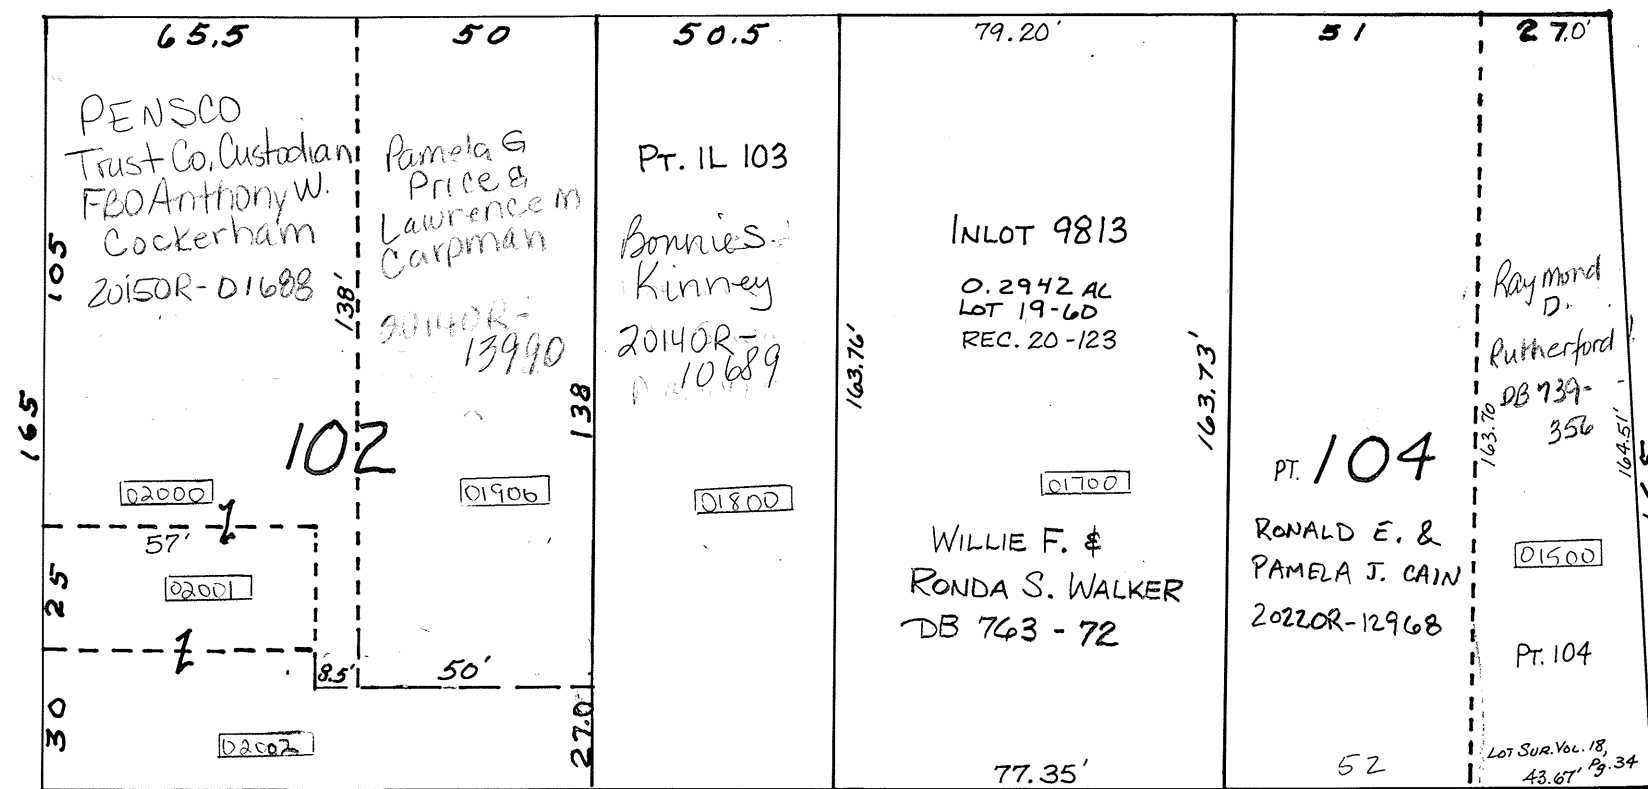 65.5
50
50.5
79.20'
51
27.0'
PENSCO
Trust Co, Custodian
FBO Anthony W.
Cockerham
20150R-01688
105
165
138'
Pamela G
Price &
Lawrence M
Carpman
20140R-
13990
138
PT. IL 103
Bonnie S.
Kinney
20140R-
10689
INLOT 9813
0.2942 AC
LOT 19-60
REC. 20-123
163.76'
163.73'
Raymond
D.
Rutherford
DB 739-
356
163.70
164.51'
102
PT. 104
02000
01906
01800
01700
01500
57'
02001
25
WILLIE F. &
RONDA S. WALKER
DB 763 - 72
RONALD E. &
PAMELA J. CAIN
20220R-12968
PT. 104
8.5'
50'
30
27.0
02002
77.35'
52
LOT SUR. VOL. 18,
43.67' Pg. 34